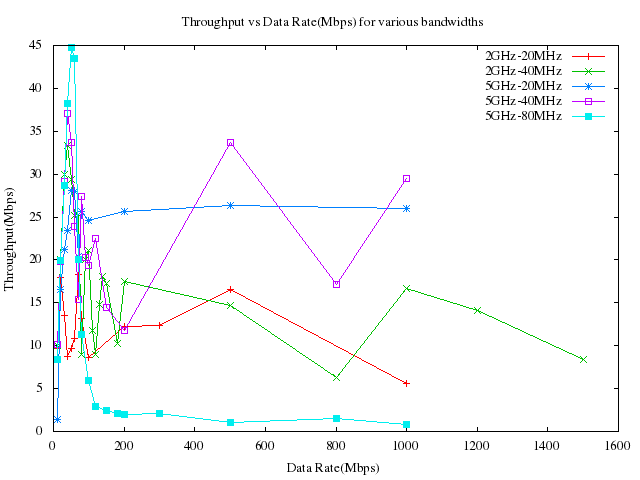 Throughput vs Data Rate(Mbps) for various bandwidths
45
40
35
30
25
20
15
10
5
0
Throughput(Mbps)
2GHz-20MHz
2GHz-40MHz
5GHz-20MHz
5GHz-40MHz
5GHz-80MHz
0 200 400 600 800 1000 1200 1400 1600
Data Rate(Mbps)